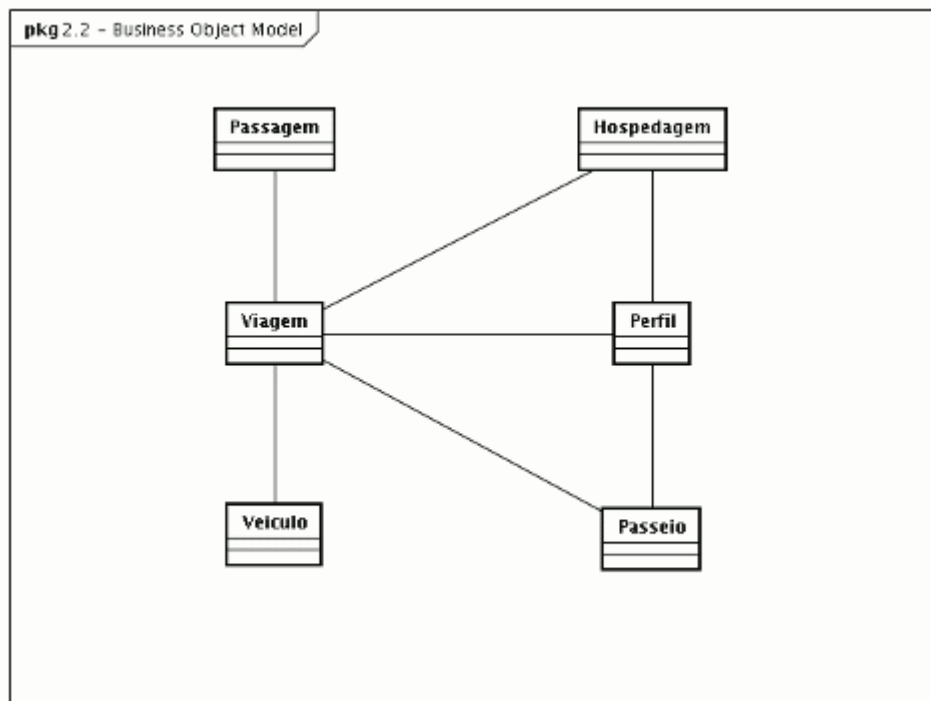 pkg 2.2 - Business Object Model
Passagem
Hospedagem
Viagem
Perfil
Veiculo
Passeio